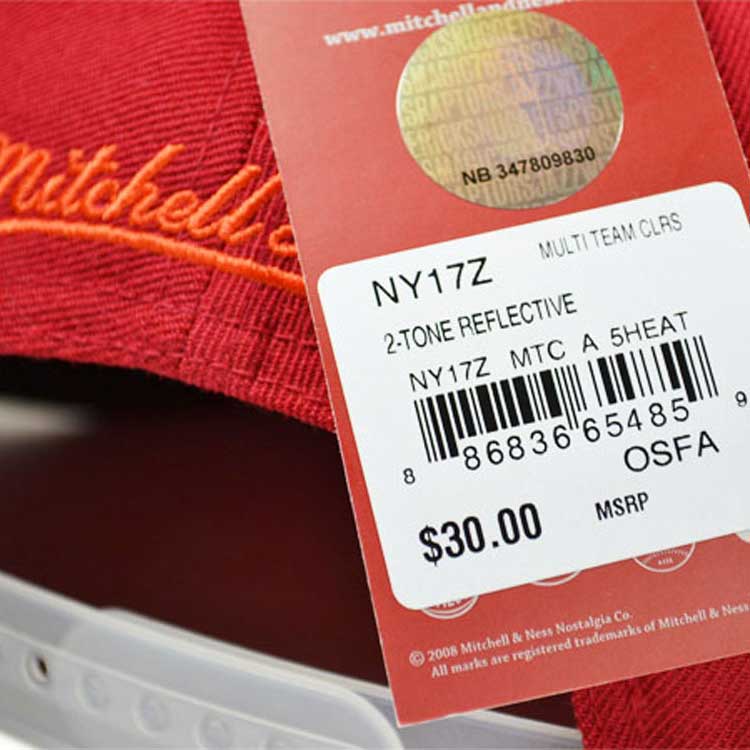 www.mitchellandness
NB 347809830
Mitchell &
NY17Z MULTI TEAM CLRS
2-TONE REFLECTIVE
NY17Z MTC A 5HEAT
8 86836 65485 9
OSFA
$30.00 MSRP
© 2008 Mitchell & Ness Nostalgia Co.
All marks are registered trademarks of Mitchell & Ness